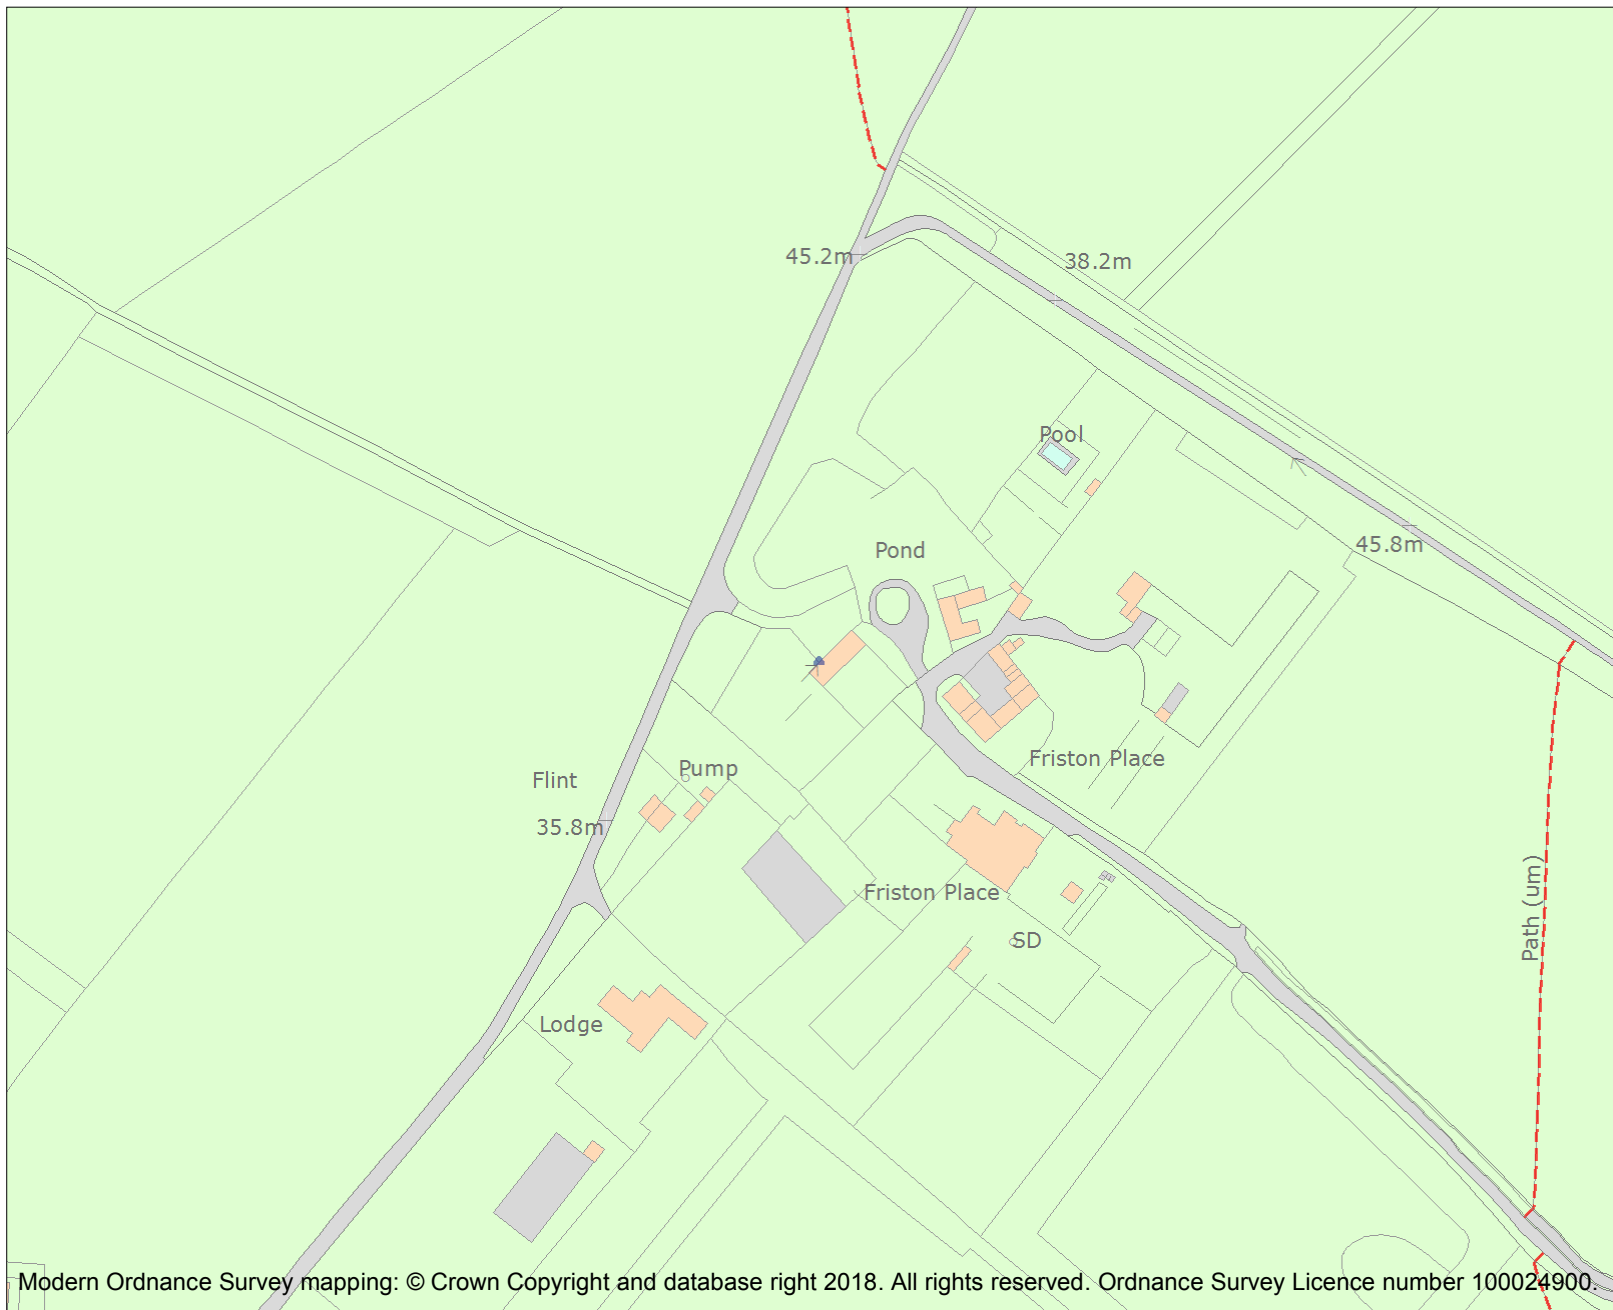 45.2m
38.2m
Pool
45.8m
Pond
Friston Place
Pump
Flint
35.8m
Friston Place
Path (um)
SD
Lodge
Modern Ordnance Survey mapping: © Crown Copyright and database right 2018. All rights reserved. Ordnance Survey Licence number 100024900.